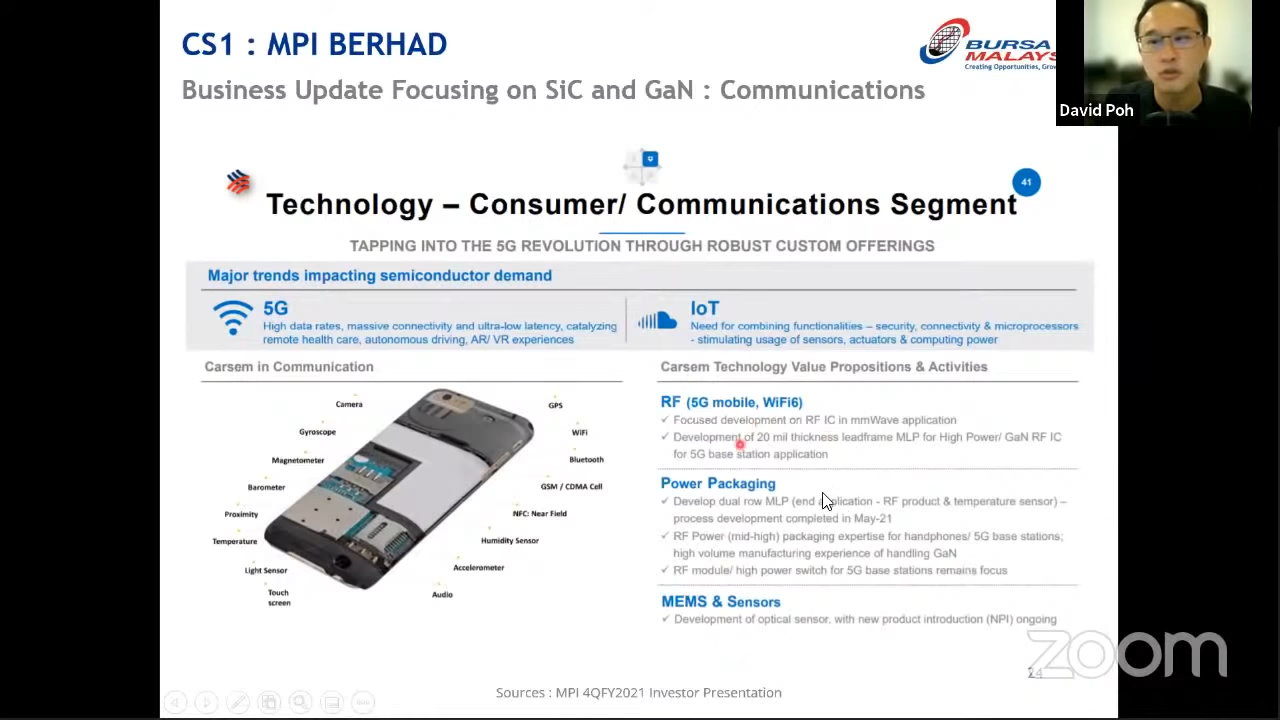 CS1 : MPI BERHAD
BURSA
MALAYS
Creating Opportunities, Grow
Business Update Focusing on SiC and GaN : Communications
David Poh
41
Technology – Consumer/ Communications Segment
TAPPING INTO THE 5G REVOLUTION THROUGH ROBUST CUSTOM OFFERINGS
Major trends impacting semiconductor demand
5G
High data rates, massive connectivity and ultra-low latency, catalyzing
remote health care, autonomous driving, AR/ VR experiences
IoT
Need for combining functionalities – security, connectivity & microprocessors
- stimulating usage of sensors, actuators & computing power
Carsem in Communication
Camera
Gyroscope
Magnetometer
Barometer
Proximity
Temperature
Light Sensor
Touch
screen
GPS
WiFi
Bluetooth
GSM / CDMA Cell
NFC: Near Field
Humidity Sensor
Accelerometer
Audio
Carsem Technology Value Propositions & Activities
RF (5G mobile, WiFi6)
✓ Focused development on RF IC in mmWave application
✓ Development of 20 mil thickness leadframe MLP for High Power/ GaN RF IC
for 5G base station application
Power Packaging
✓ Develop dual row MLP (end application - RF product & temperature sensor) –
process development completed in May-21
✓ RF Power (mid-high) packaging expertise for handphones/ 5G base stations;
high volume manufacturing experience of handling GaN
✓ RF module/ high power switch for 5G base stations remains focus
MEMS & Sensors
✓ Development of optical sensor, with new product introduction (NPI) ongoing
zoom
24
Sources : MPI 4QFY2021 Investor Presentation